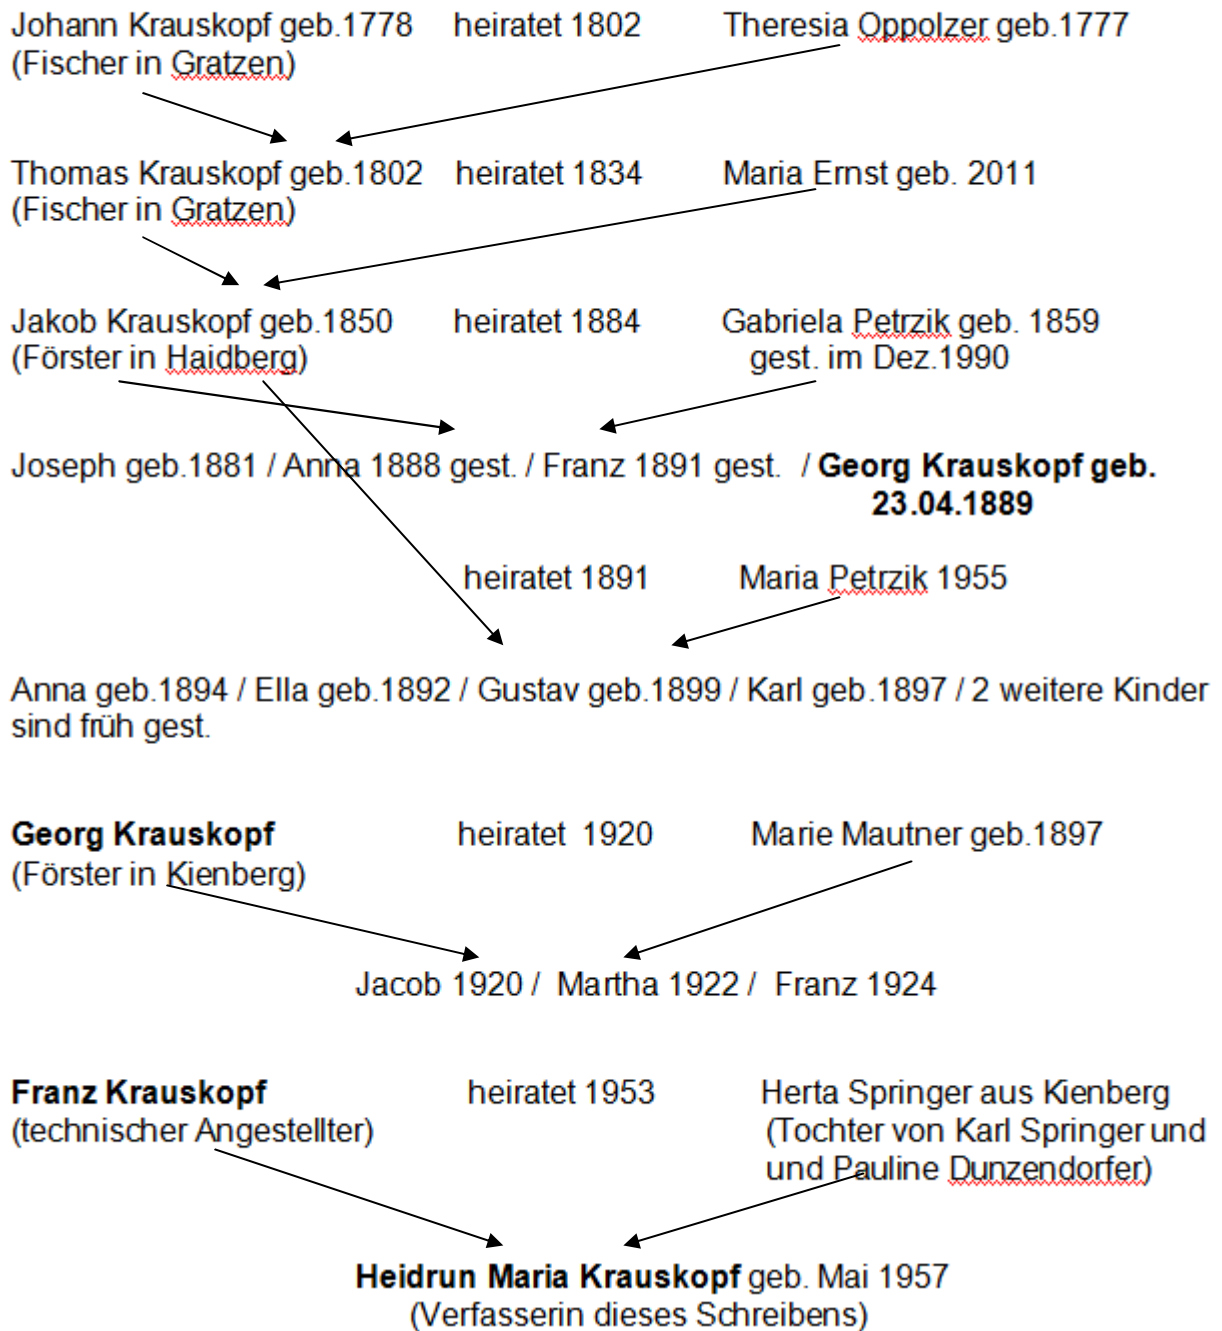 Johann Krauskopf geb.1778 heiratet 1802 Theresia Oppolzer geb.1777
(Fischer in Gratzen)
Thomas Krauskopf geb.1802 heiratet 1834 Maria Ernst geb. 2011
(Fischer in Gratzen)
Jakob Krauskopf geb.1850 heiratet 1884 Gabriela Petrzik geb. 1859
(Förster in Haidberg) gest. im Dez.1990
Joseph geb.1881 / Anna 1888 gest. / Franz 1891 gest. / Georg Krauskopf geb.
23.04.1889
heiratet 1891 Maria Petrzik 1955
Anna geb.1894 / Ella geb.1892 / Gustav geb.1899 / Karl geb.1897 / 2 weitere Kinder
sind früh gest.
Georg Krauskopf heiratet 1920 Marie Mautner geb.1897
(Förster in Kienberg)
Jacob 1920 / Martha 1922 / Franz 1924
Franz Krauskopf heiratet 1953 Herta Springer aus Kienberg
(technischer Angestellter) (Tochter von Karl Springer und
und Pauline Dunzendorfer)
Heidrun Maria Krauskopf geb. Mai 1957
(Verfasserin dieses Schreibens)